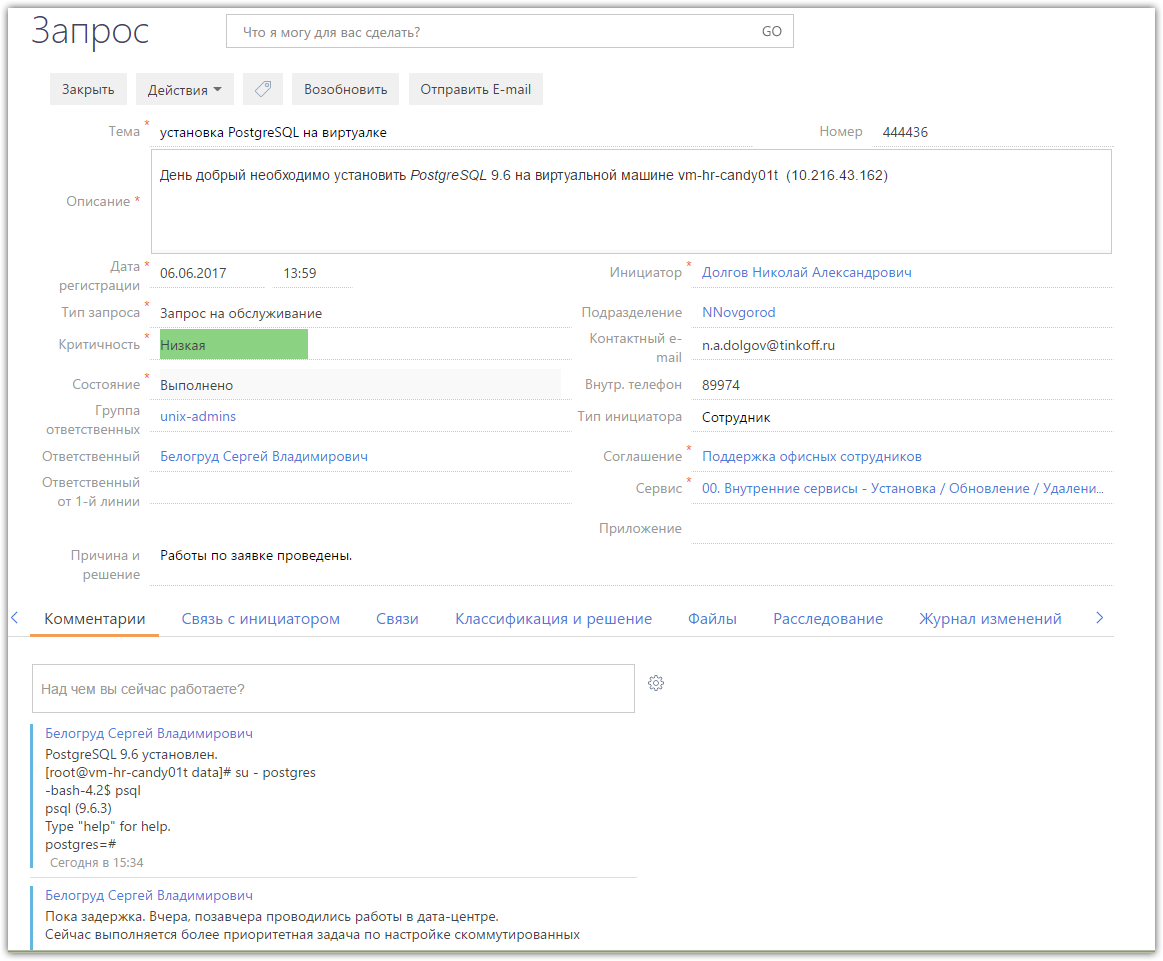 Запрос
Что я могу для вас сделать?
GO
Закрыть
Действия
Возобновить
Отправить E-mail
Тема *
установка PostgreSQL на виртуалке
Номер
444436
Описание *
День добрый необходимо установить PostgreSQL 9.6 на виртуальной машине vm-hr-candy01t (10.216.43.162)
Дата *
регистрации
06.06.2017
13:59
Инициатор *
Долгов Николай Александрович
Тип запроса *
Запрос на обслуживание
Подразделение
NNovgorod
Критичность *
Низкая
Контактный e-
mail
n.a.dolgov@tinkoff.ru
Состояние *
Выполнено
Внутр. телефон
89974
Группа
ответственных
unix-admins
Тип инициатора
Сотрудник
Ответственный
Белогруд Сергей Владимирович
Соглашение *
Поддержка офисных сотрудников
Ответственный
от 1-й линии
Сервис *
00. Внутренние сервисы - Установка / Обновление / Удалени...
Приложение
Причина и
решение
Работы по заявке проведены.
Комментарии
Связь с инициатором
Связи
Классификация и решение
Файлы
Расследование
Журнал изменений
Над чем вы сейчас работаете?
Белогруд Сергей Владимирович
PostgreSQL 9.6 установлен.
[root@vm-hr-candy01t data]# su - postgres
-bash-4.2$ psql
psql (9.6.3)
Type "help" for help.
postgres=#
Сегодня в 15:34
Белогруд Сергей Владимирович
Пока задержка. Вчера, позавчера проводились работы в дата-центре.
Сейчас выполняется более приоритетная задача по настройке скоммутированных